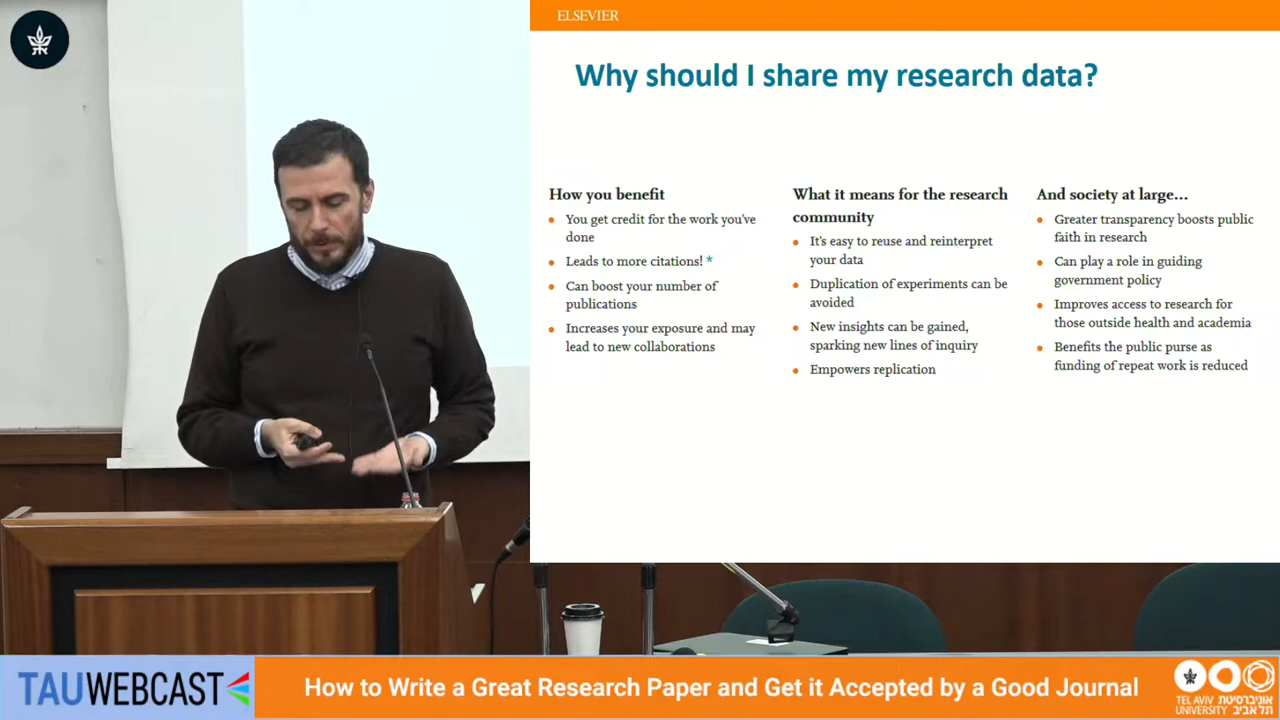 ELSEVIER
Why should I share my research data?
How you benefit
You get credit for the work you've
done
Leads to more citations! *
Can boost your number of
publications
Increases your exposure and may
lead to new collaborations
What it means for the research
community
It's easy to reuse and reinterpret
your data
Duplication of experiments can be
avoided
New insights can be gained,
sparking new lines of inquiry
Empowers replication
And society at large...
Greater transparency boosts public
faith in research
Can play a role in guiding
government policy
Improves access to research for
those outside health and academia
Benefits the public purse as
funding of repeat work is reduced
TAUWEBCAST
How to Write a Great Research Paper and Get it Accepted by a Good Journal
TEL AVIV אוניברסיטת
UNIVERSITY תל אביב